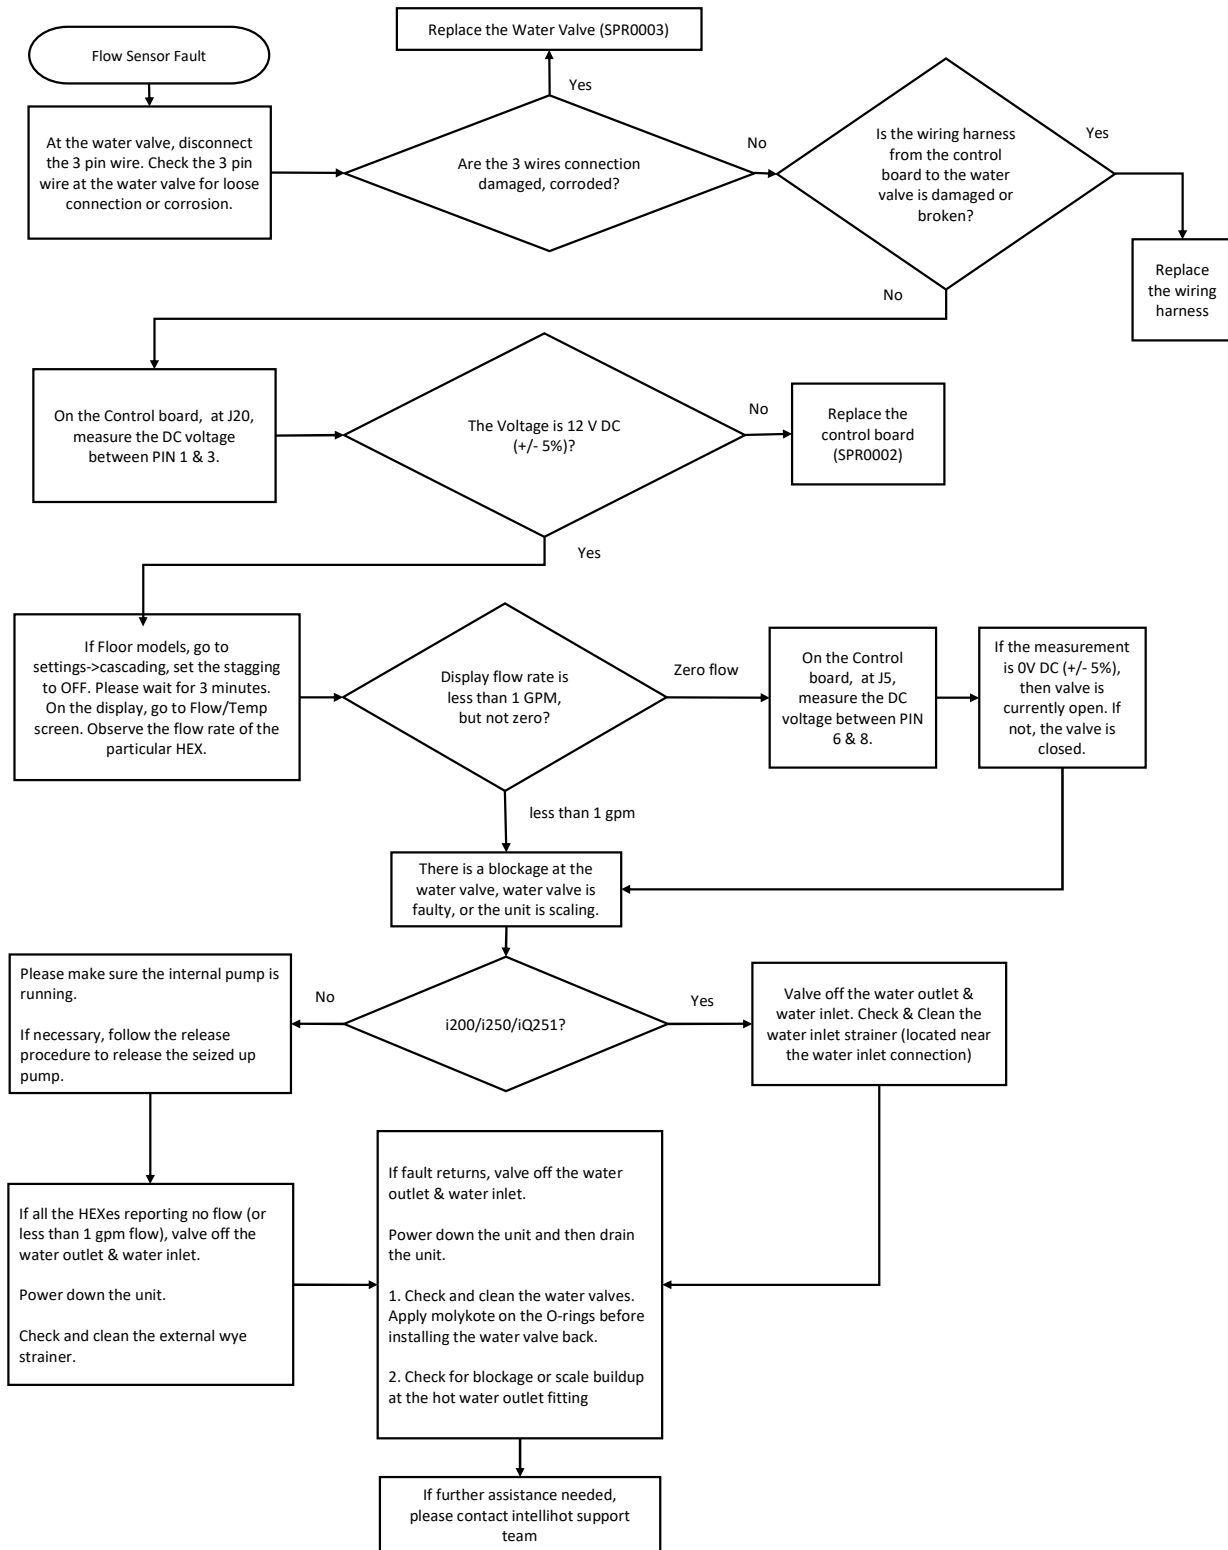 Flow Sensor Fault
Replace the Water Valve (SPR0003)
Yes
At the water valve, disconnect
the 3 pin wire. Check the 3 pin
wire at the water valve for loose
connection or corrosion.
Are the 3 wires connection
damaged, corroded?
No
Is the wiring harness
from the control
board to the water
valve is damaged or
broken?
Yes
Replace
the wiring
harness
No
On the Control board,  at J20,
measure the DC voltage
between PIN 1 & 3.
The Voltage is 12 V DC
(+/- 5%)?
No
Replace the
control board
(SPR0002)
Yes
If Floor models, go to
settings->cascading, set the stagging
to OFF. Please wait for 3 minutes.
On the display, go to Flow/Temp
screen. Observe the flow rate of the
particular HEX.
Display flow rate is
less than 1 GPM,
but not zero?
Zero flow
On the Control
board,  at J5,
measure the DC
voltage between PIN
6 & 8.
If the measurement
is 0V DC (+/- 5%),
then valve is
currently open. If
not, the valve is
closed.
less than 1 gpm
There is a blockage at the
water valve, water valve is
faulty, or the unit is scaling.
i200/i250/iQ251?
No
Please make sure the internal pump is
running.
If necessary, follow the release
procedure to release the seized up
pump.
Yes
Valve off the water outlet &
water inlet. Check & Clean the
water inlet strainer (located near
the water inlet connection)
If all the HEXes reporting no flow (or
less than 1 gpm flow), valve off the
water outlet & water inlet.
Power down the unit.
Check and clean the external wye
strainer.
If fault returns, valve off the water
outlet & water inlet.
Power down the unit and then drain
the unit.
1. Check and clean the water valves.
Apply molykote on the O-rings before
installing the water valve back.
2. Check for blockage or scale buildup
at the hot water outlet fitting
If further assistance needed,
please contact intellihot support
team